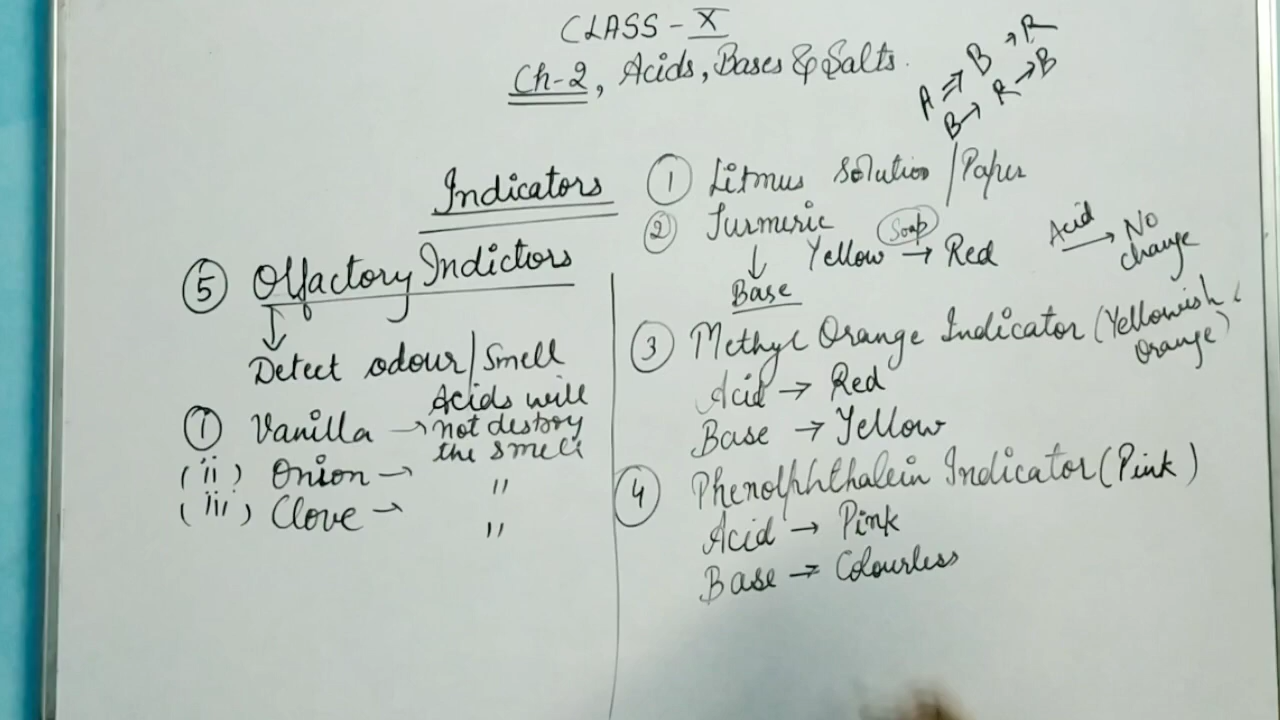 CLASS - X
Ch-2, Acids, Bases & Salts.
A ⇒ B → R
B → R → B
Indicators
① Litmus Solution / Paper
② Turmeric
Yellow Soap → Red
Acid → No change
↓
Base
③ Methyl Orange Indicator (Yellowish
Orange)
Acid → Red
Base → Yellow
④ Phenolphthalein Indicator (Pink)
Acid → Pink
Base → Colourless
⑤ Olfactory Indictors
↓
Detect odour / Smell
① Vanilla → Acids will
not destroy
the smell
(ii) Onion → "
(iii) Clove → "